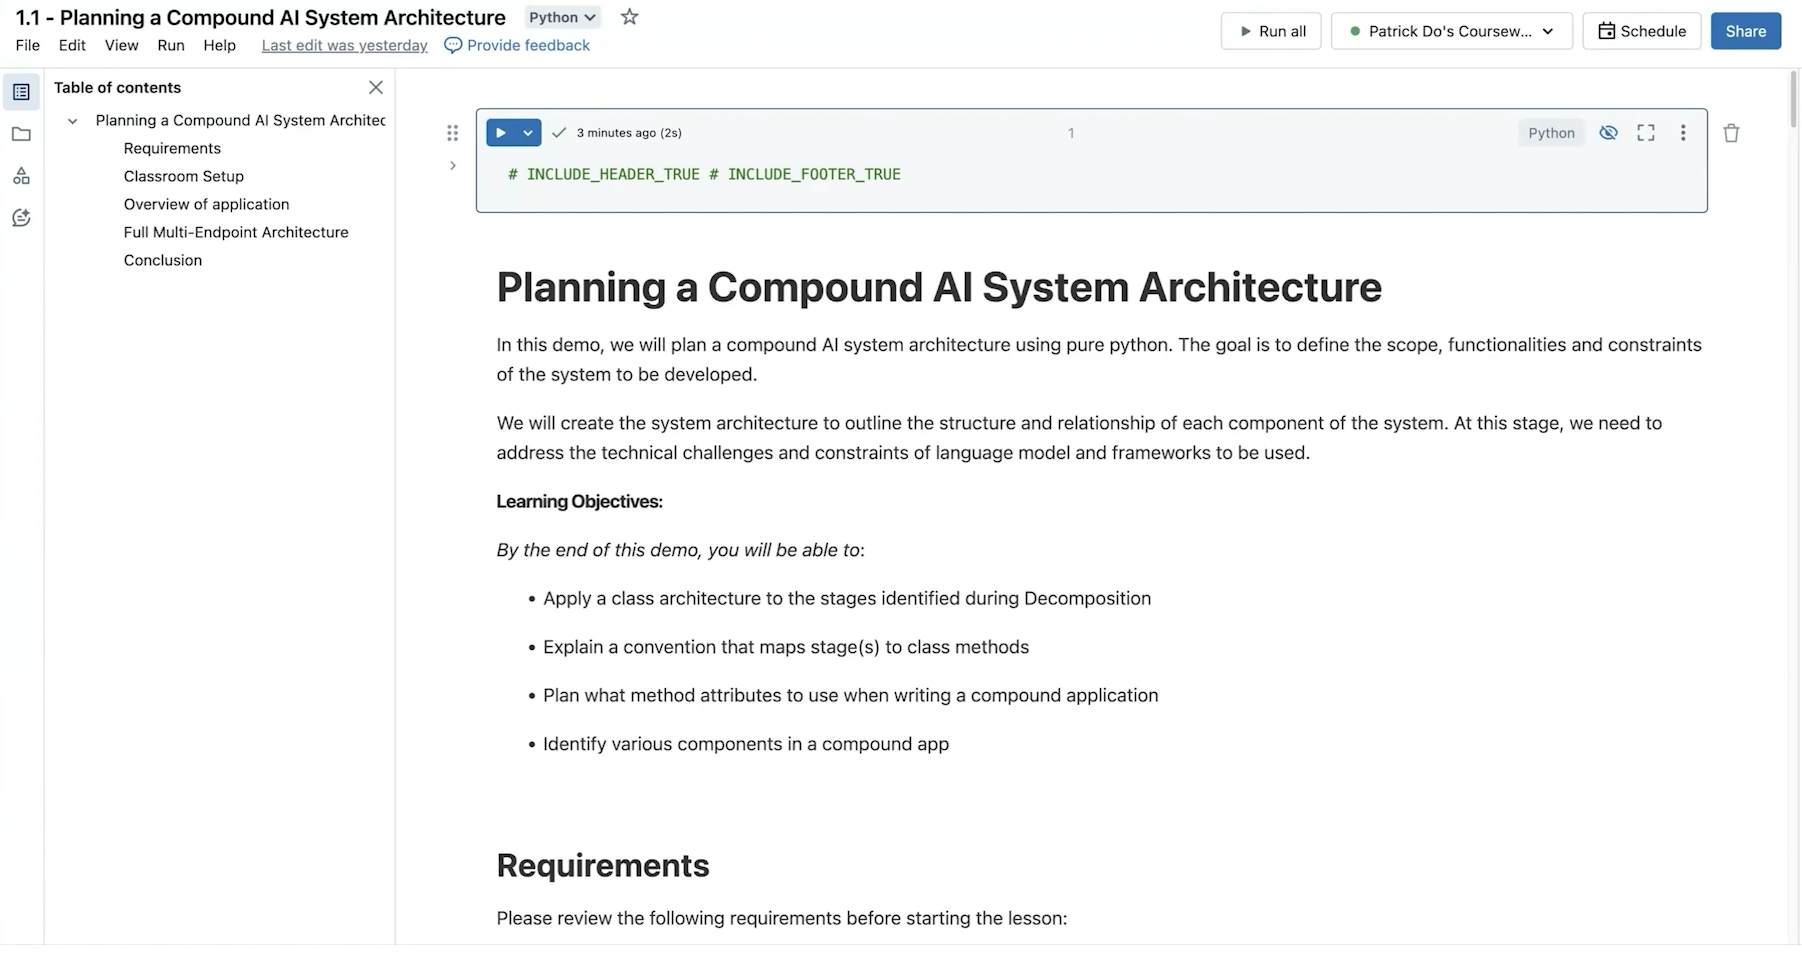 1.1 - Planning a Compound AI System Architecture
Python
File Edit View Run Help Last edit was yesterday Provide feedback
Run all
Patrick Do's Coursew...
Schedule
Share
Table of contents
Planning a Compound AI System Architec
Requirements
Classroom Setup
Overview of application
Full Multi-Endpoint Architecture
Conclusion
3 minutes ago (2s)
1
Python
# INCLUDE_HEADER_TRUE # INCLUDE_FOOTER_TRUE
Planning a Compound AI System Architecture
In this demo, we will plan a compound AI system architecture using pure python. The goal is to define the scope, functionalities and constraints
of the system to be developed.
We will create the system architecture to outline the structure and relationship of each component of the system. At this stage, we need to
address the technical challenges and constraints of language model and frameworks to be used.
Learning Objectives:
By the end of this demo, you will be able to:
• Apply a class architecture to the stages identified during Decomposition
• Explain a convention that maps stage(s) to class methods
• Plan what method attributes to use when writing a compound application
• Identify various components in a compound app
Requirements
Please review the following requirements before starting the lesson: